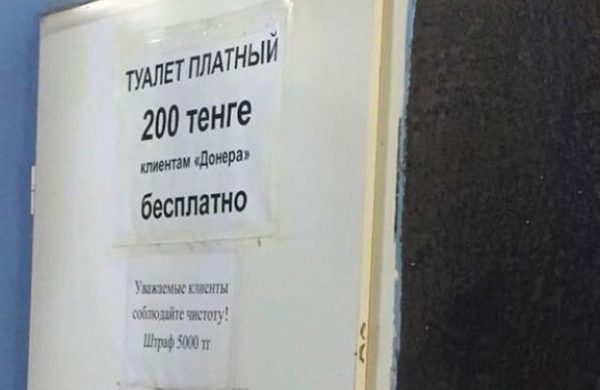 ТУАЛЕТ ПЛАТНЫЙ
200 тенге
клиентам «Донера»
бесплатно
Уважаемые клиенты
соблюдайте чистоту!
Штраф 5000 тг